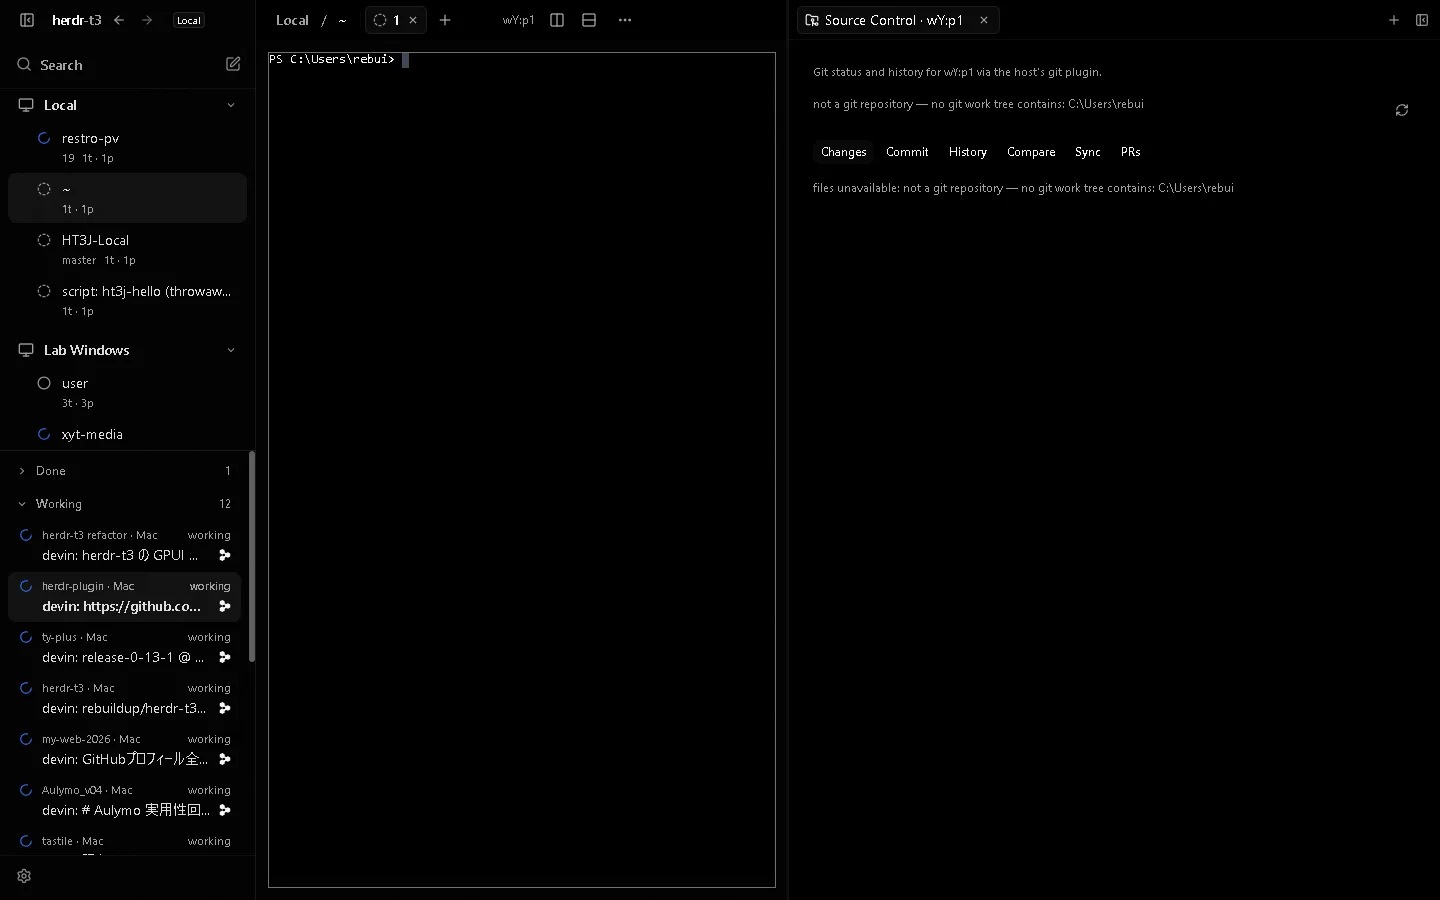 herdr-t3
Local
Search
Local
restro-pv
19 1t · 1p
~
1t · 1p
HT3J-Local
master 1t · 1p
script: ht3j-hello (throwaw...
1t · 1p
Lab Windows
user
3t · 3p
xyt-media
Done 1
Working 12
herdr-t3 refactor · Mac working
devin: herdr-t3 の GPUI ...
herdr-plugin · Mac working
devin: https://github.co...
ty-plus · Mac working
devin: release-0-13-1 @ ...
herdr-t3 · Mac working
devin: rebuildup/herdr-t3...
my-web-2026 · Mac working
devin: GitHubプロフィール全...
Aulymo_v04 · Mac working
devin: # Aulymo 実用性回...
tastile · Mac working
Local / ~
1
wY:p1
PS C:\Users\rebui>
Source Control · wY:p1
Git status and history for wY:p1 via the host's git plugin.
not a git repository — no git work tree contains: C:\Users\rebui
Changes Commit History Compare Sync PRs
files unavailable: not a git repository — no git work tree contains: C:\Users\rebui